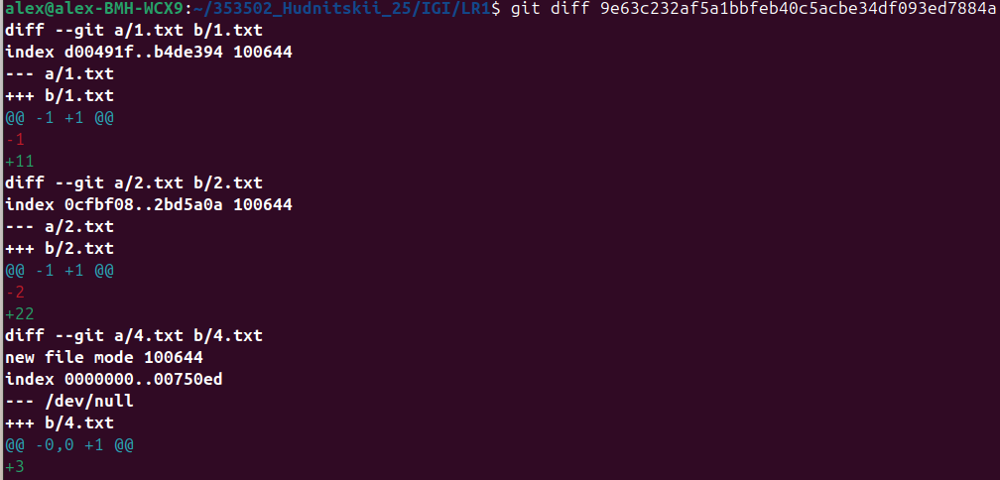 alex@alex-BMH-WCX9:~/353502_Hudnitskii_25/IGI/LR1$ git diff 9e63c232af5a1bbfeb40c5acbe34df093ed7884a
diff --git a/1.txt b/1.txt
index d00491f..b4de394 100644
--- a/1.txt
+++ b/1.txt
@@ -1 +1 @@
-1
+11
diff --git a/2.txt b/2.txt
index 0cfbf08..2bd5a0a 100644
--- a/2.txt
+++ b/2.txt
@@ -1 +1 @@
-2
+22
diff --git a/4.txt b/4.txt
new file mode 100644
index 0000000..00750ed
--- /dev/null
+++ b/4.txt
@@ -0,0 +1 @@
+3